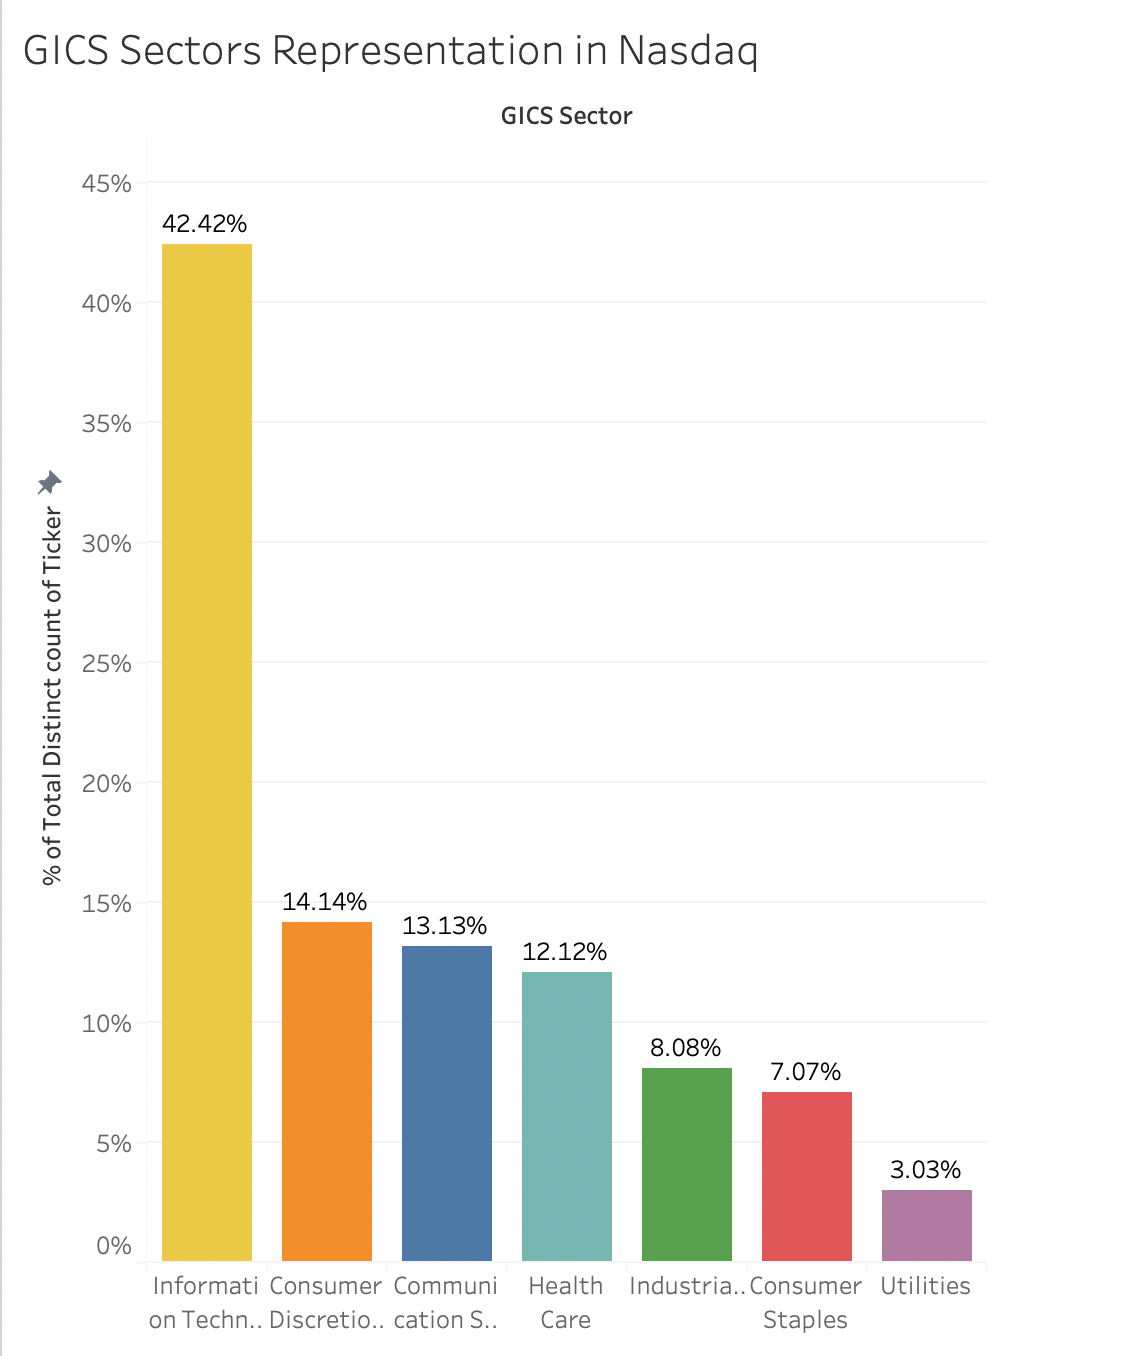 GICS Sectors Representation in Nasdaq
GICS Sector
% of Total Distinct count of Ticker
45%
40%
35%
30%
25%
20%
15%
10%
5%
0%
42.42%
14.14%
13.13%
12.12%
8.08%
7.07%
3.03%
Informati
on Techn..
Consumer
Discretio..
Communi
cation S..
Health
Care
Industria..
Consumer
Staples
Utilities